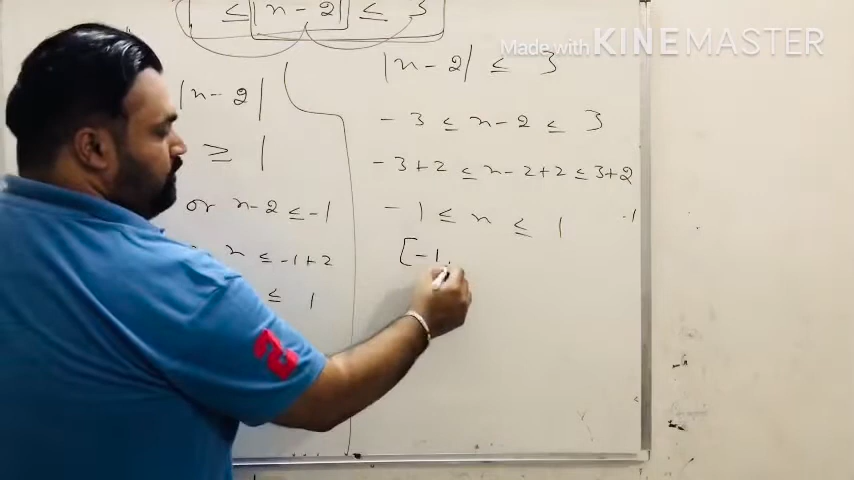 ≤ |x - 2| ≤ 3
Made with KINEMASTER
|x - 2|
≥ 1
or x - 2 ≤ -1
x ≤ -1 + 2
≤ 1
|x - 2| ≤ 3
- 3 ≤ x - 2 ≤ 3
- 3 + 2 ≤ x - 2 + 2 ≤ 3 + 2
- 1 ≤ x ≤ 1
[-1,
2